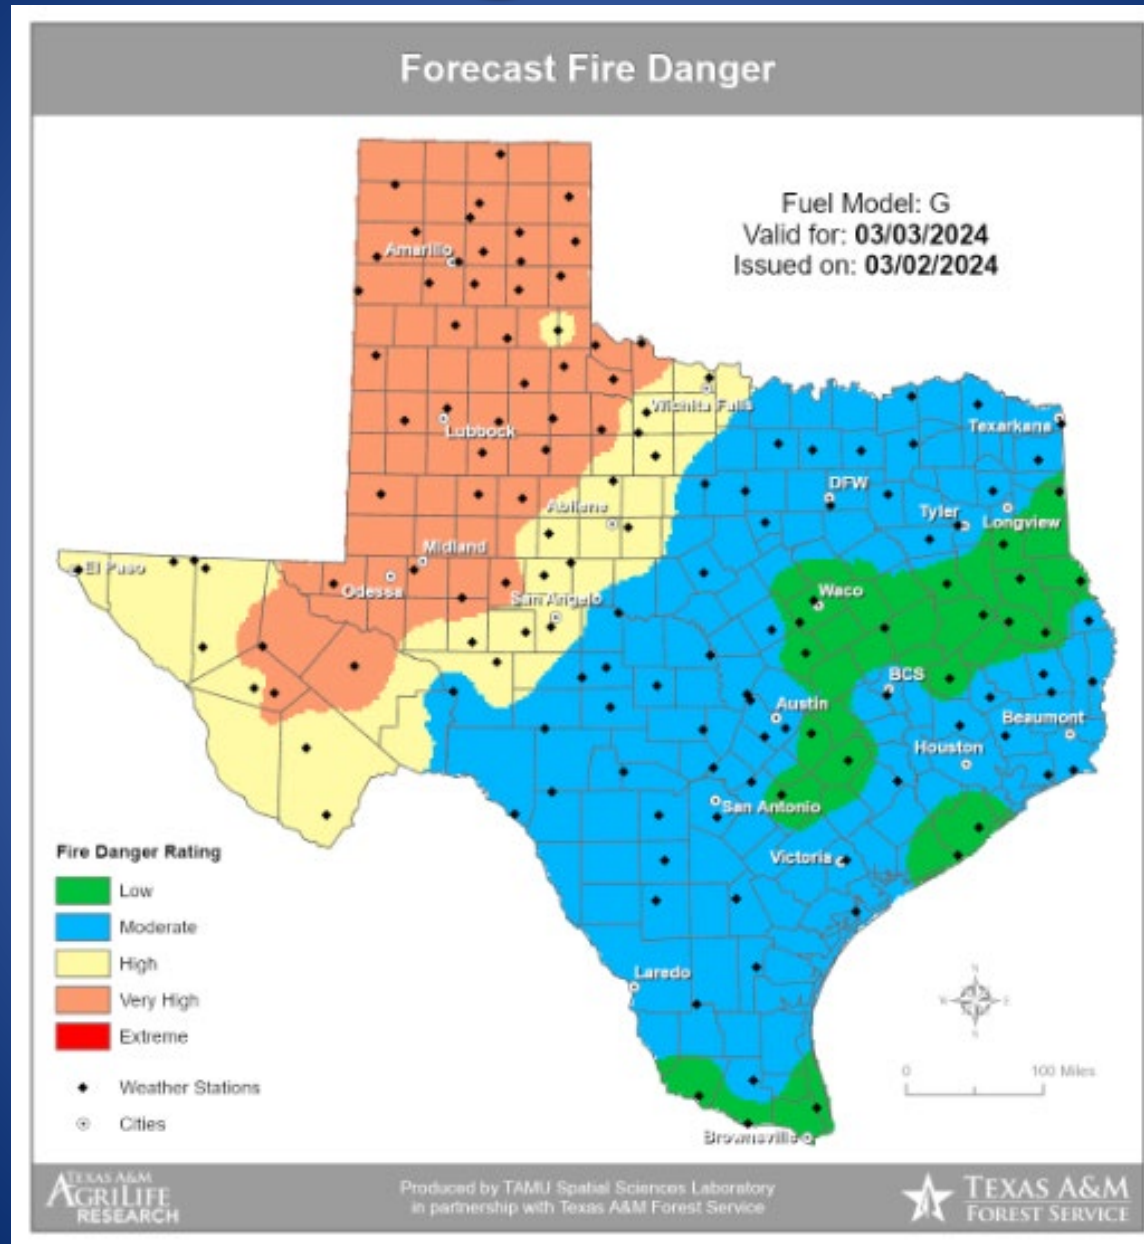 Forecast Fire Danger
Fuel Model: G
Valid for: 03/03/2024
Issued on: 03/02/2024
Amarillo
Wichita Falls
Lubbock
Texarkana
DFW
Abilene
Tyler
Longview
Midland
El Paso
Odessa
Waco
San Angelo
BCS
Austin
Beaumont
Houston
San Antonio
Victoria
Laredo
Brownsville
Fire Danger Rating
Low
Moderate
High
Very High
Extreme
Weather Stations
Cities
N
W E
0 100 Miles
TEXAS A&M
AGRILIFE
RESEARCH
Produced by TAMU Spatial Sciences Laboratory
in partnership with Texas A&M Forest Service
TEXAS A&M
FOREST SERVICE